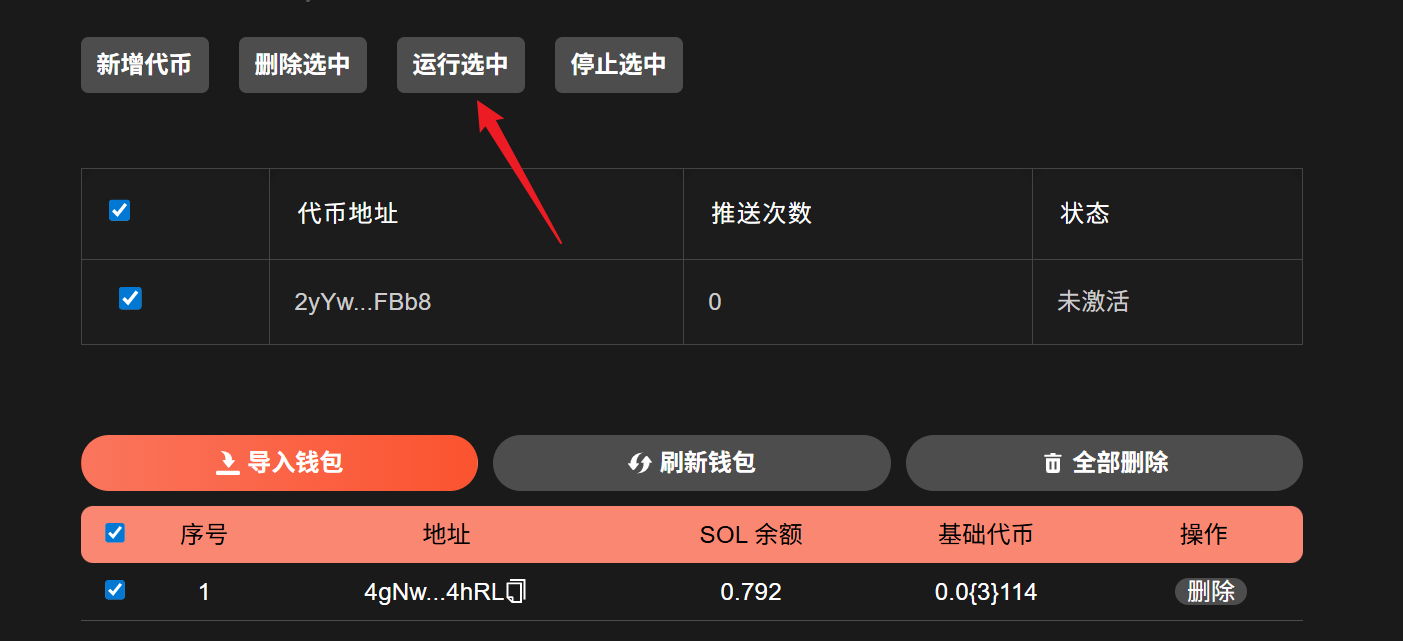 新增代币 删除选中 运行选中 停止选中
代币地址 推送次数 状态
2yYw...FBb8 0 未激活
导入钱包 刷新钱包 全部删除
序号 地址 SOL 余额 基础代币 操作
1 4gNw...4hRL 0.792 0.0{3}114 删除